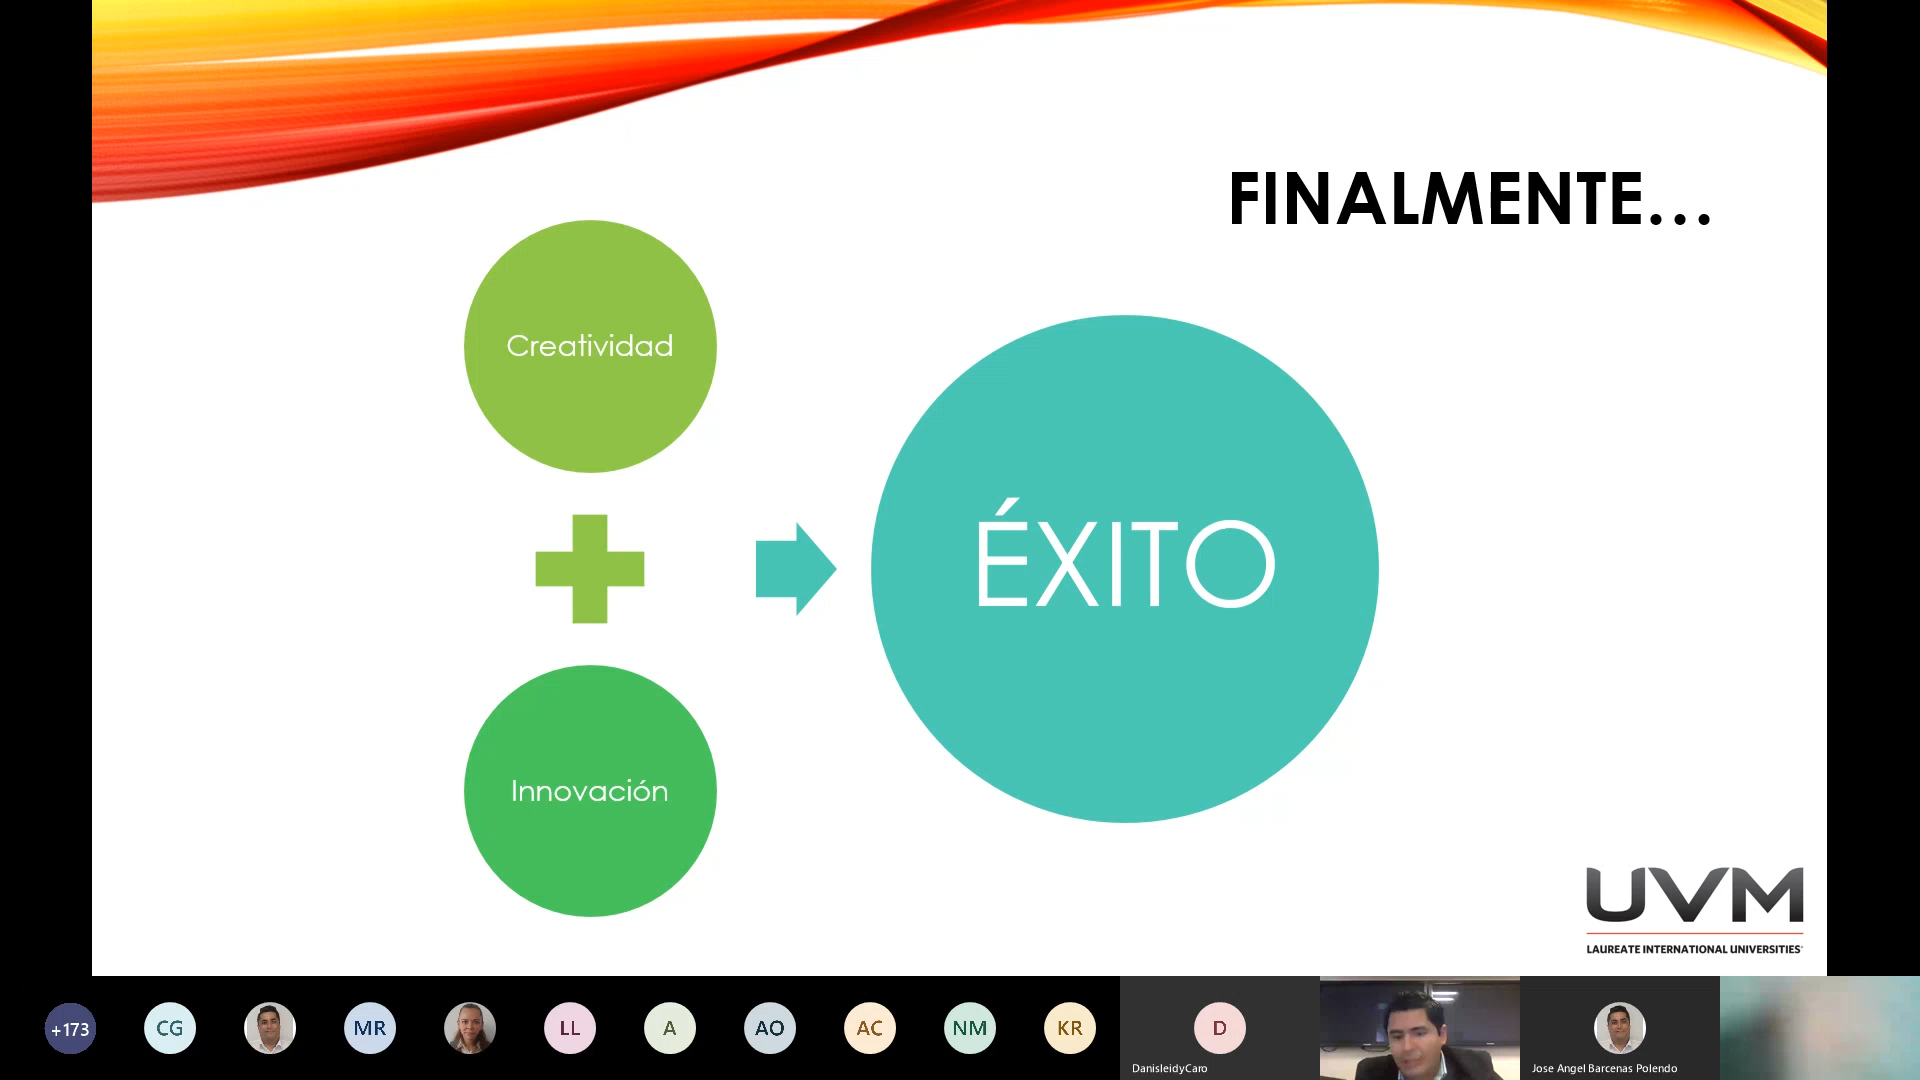 FINALMENTE...
Creatividad
ÉXITO
Innovación
UVM
LAUREATE INTERNATIONAL UNIVERSITIES
+173
CG
MR
LL
A
AO
AC
NM
KR
D
DanisleidyCaro
Jose Angel Barcenas Polendo